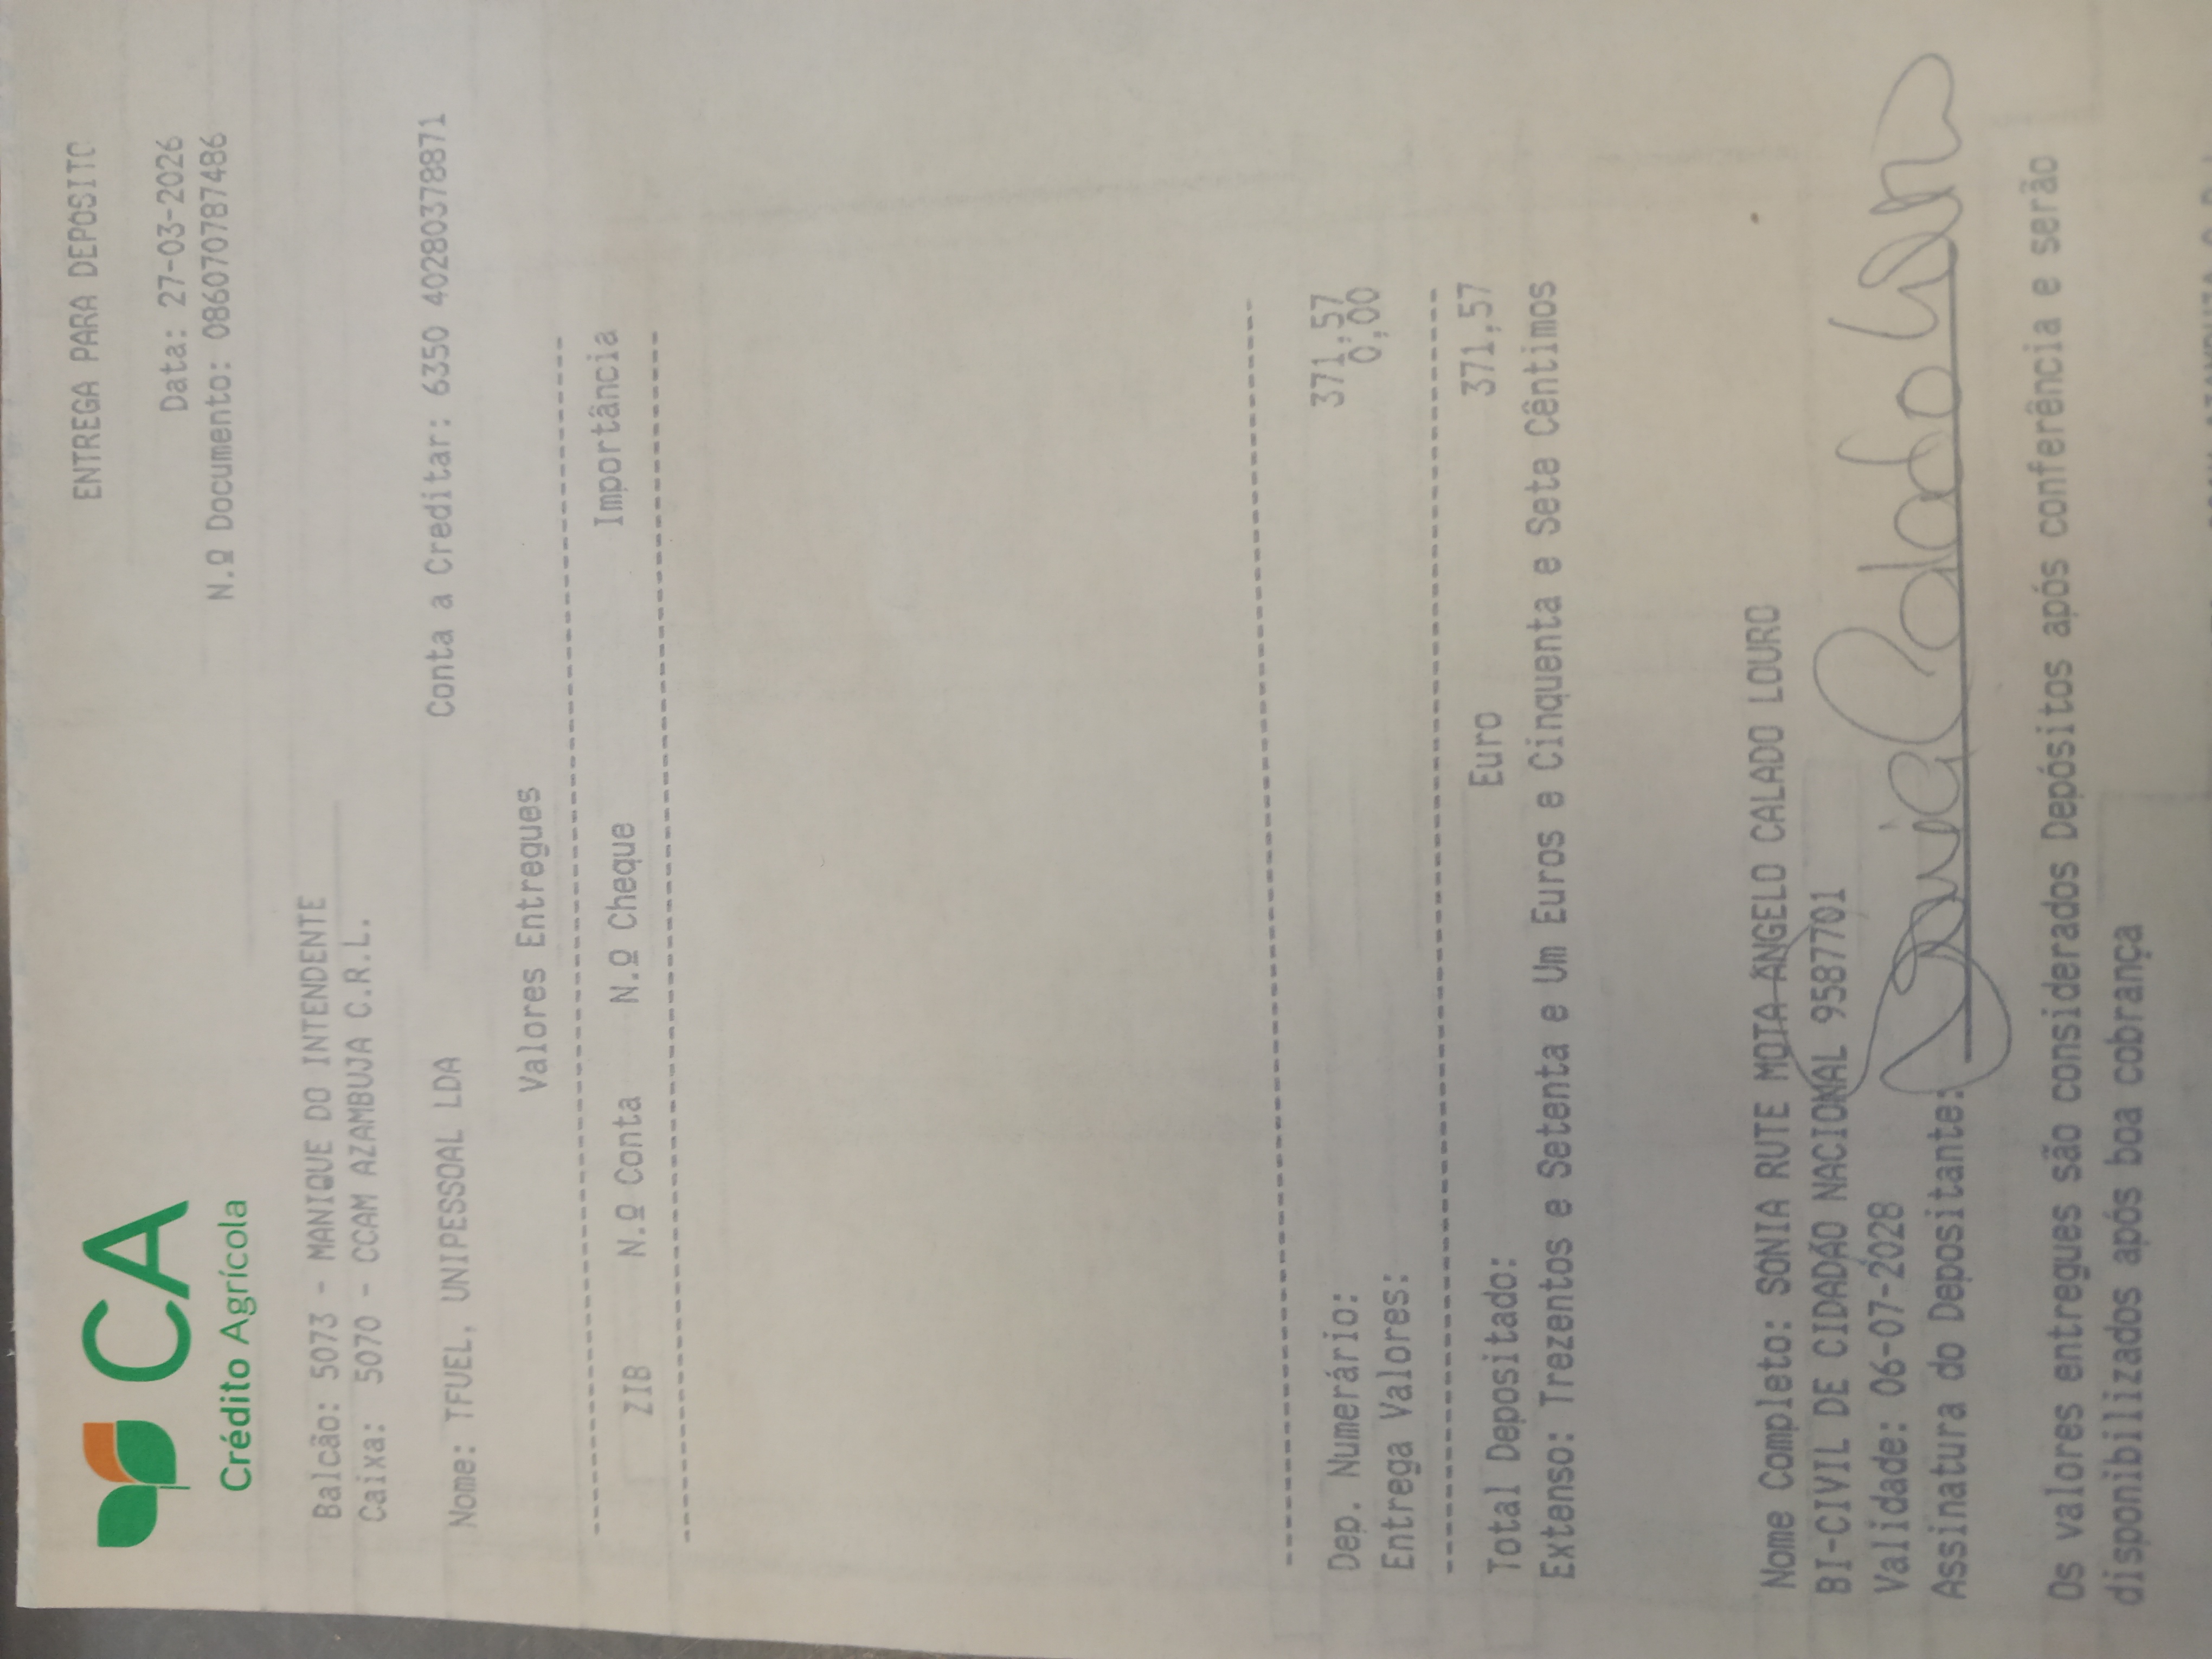 CA
Crédito Agrícola
ENTREGA PARA DEPOSITO
Data: 27-03-2026
N.º Documento: 08607078787486
Balcão: 5073 - MANIQUE DO INTENDENTE
Caixa: 5070 - CCAM AZAMBUJA C.R.L.
Nome: TFUEL, UNIPESSOAL LDA Conta a Creditar: 6350 40280378871
Valores Entregues
ZIB N.º Conta N.º Cheque Importância
Dep. Numerário: 371,57
Entrega Valores: 0,00
Total Depositado: Euro 371,57
Extenso: Trezentos e Setenta e Um Euros e Cinquenta e Sete Cêntimos
Nome Completo: SONIA RUTE MOTA ÂNGELO CALADO LOURO
BI-CIVIL DE CIDADÃO NACIONAL 9587701
Validade: 06-07-2028
Assinatura do Depositante:
Os valores entregues são considerados Depósitos após conferência e serão
disponibilizados após boa cobrança